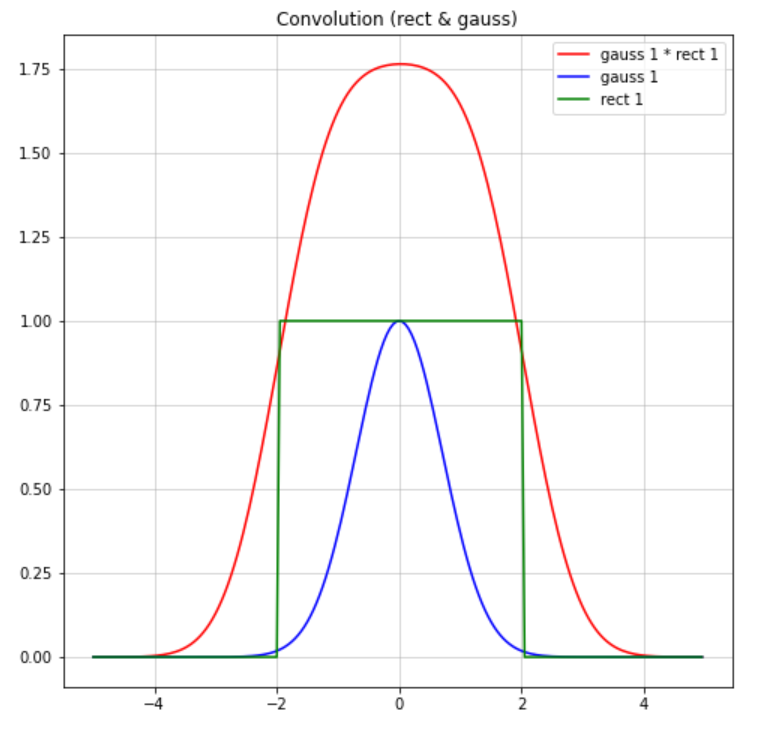 Convolution (rect & gauss)
gauss 1 * rect 1
gauss 1
rect 1
1.75
1.50
1.25
1.00
0.75
0.50
0.25
0.00
−4 −2 0 2 4